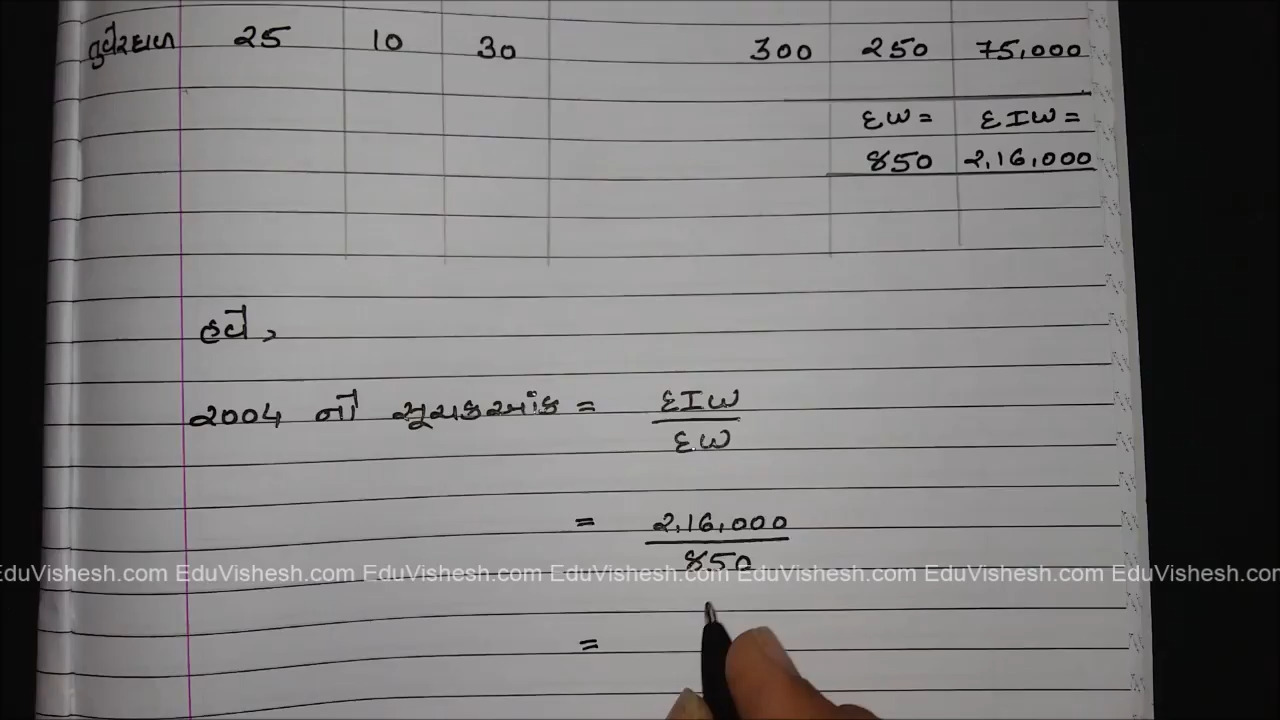 તુવેરદાળ 25 10 30 300 250 75,000
ΣW = ΣIW =
850 2,16,000
હવે,
2004 નો સૂચકઆંક = ΣIW
ΣW
= 2,16,000
850
EduVishesh.com EduVishesh.com EduVishesh.com EduVishesh.com EduVishesh.com EduVishesh.com EduVishesh.com
=